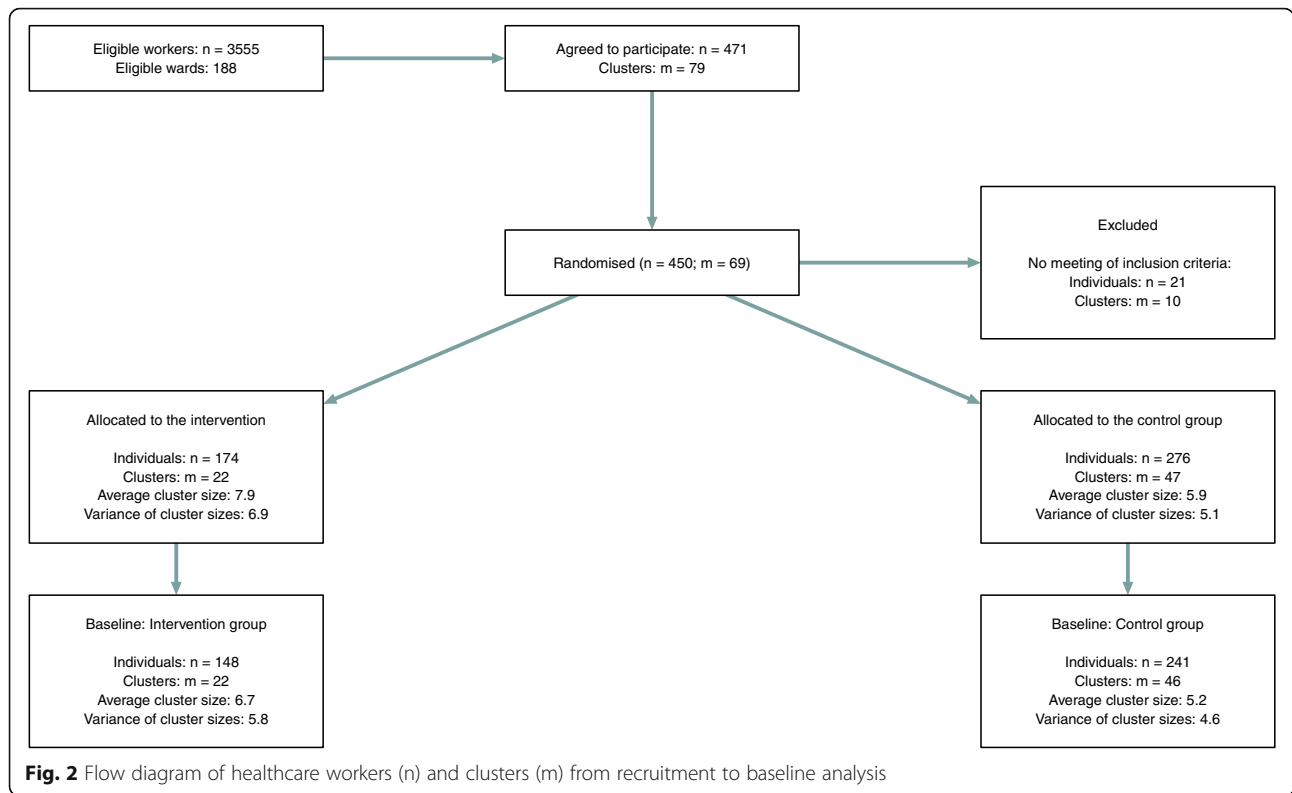 Eligible workers: n = 3555
Eligible wards: 188
Agreed to participate: n = 471
Clusters: m = 79
Randomised (n = 450; m = 69)
Excluded
No meeting of inclusion criteria:
Individuals: n = 21
Clusters: m = 10
Allocated to the intervention
Individuals: n = 174
Clusters: m = 22
Average cluster size: 7.9
Variance of cluster sizes: 6.9
Allocated to the control group
Individuals: n = 276
Clusters: m = 47
Average cluster size: 5.9
Variance of cluster sizes: 5.1
Baseline: Intervention group
Individuals: n = 148
Clusters: m = 22
Average cluster size: 6.7
Variance of cluster sizes: 5.8
Baseline: Control group
Individuals: n = 241
Clusters: m = 46
Average cluster size: 5.2
Variance of cluster sizes: 4.6
Fig. 2 Flow diagram of healthcare workers (n) and clusters (m) from recruitment to baseline analysis